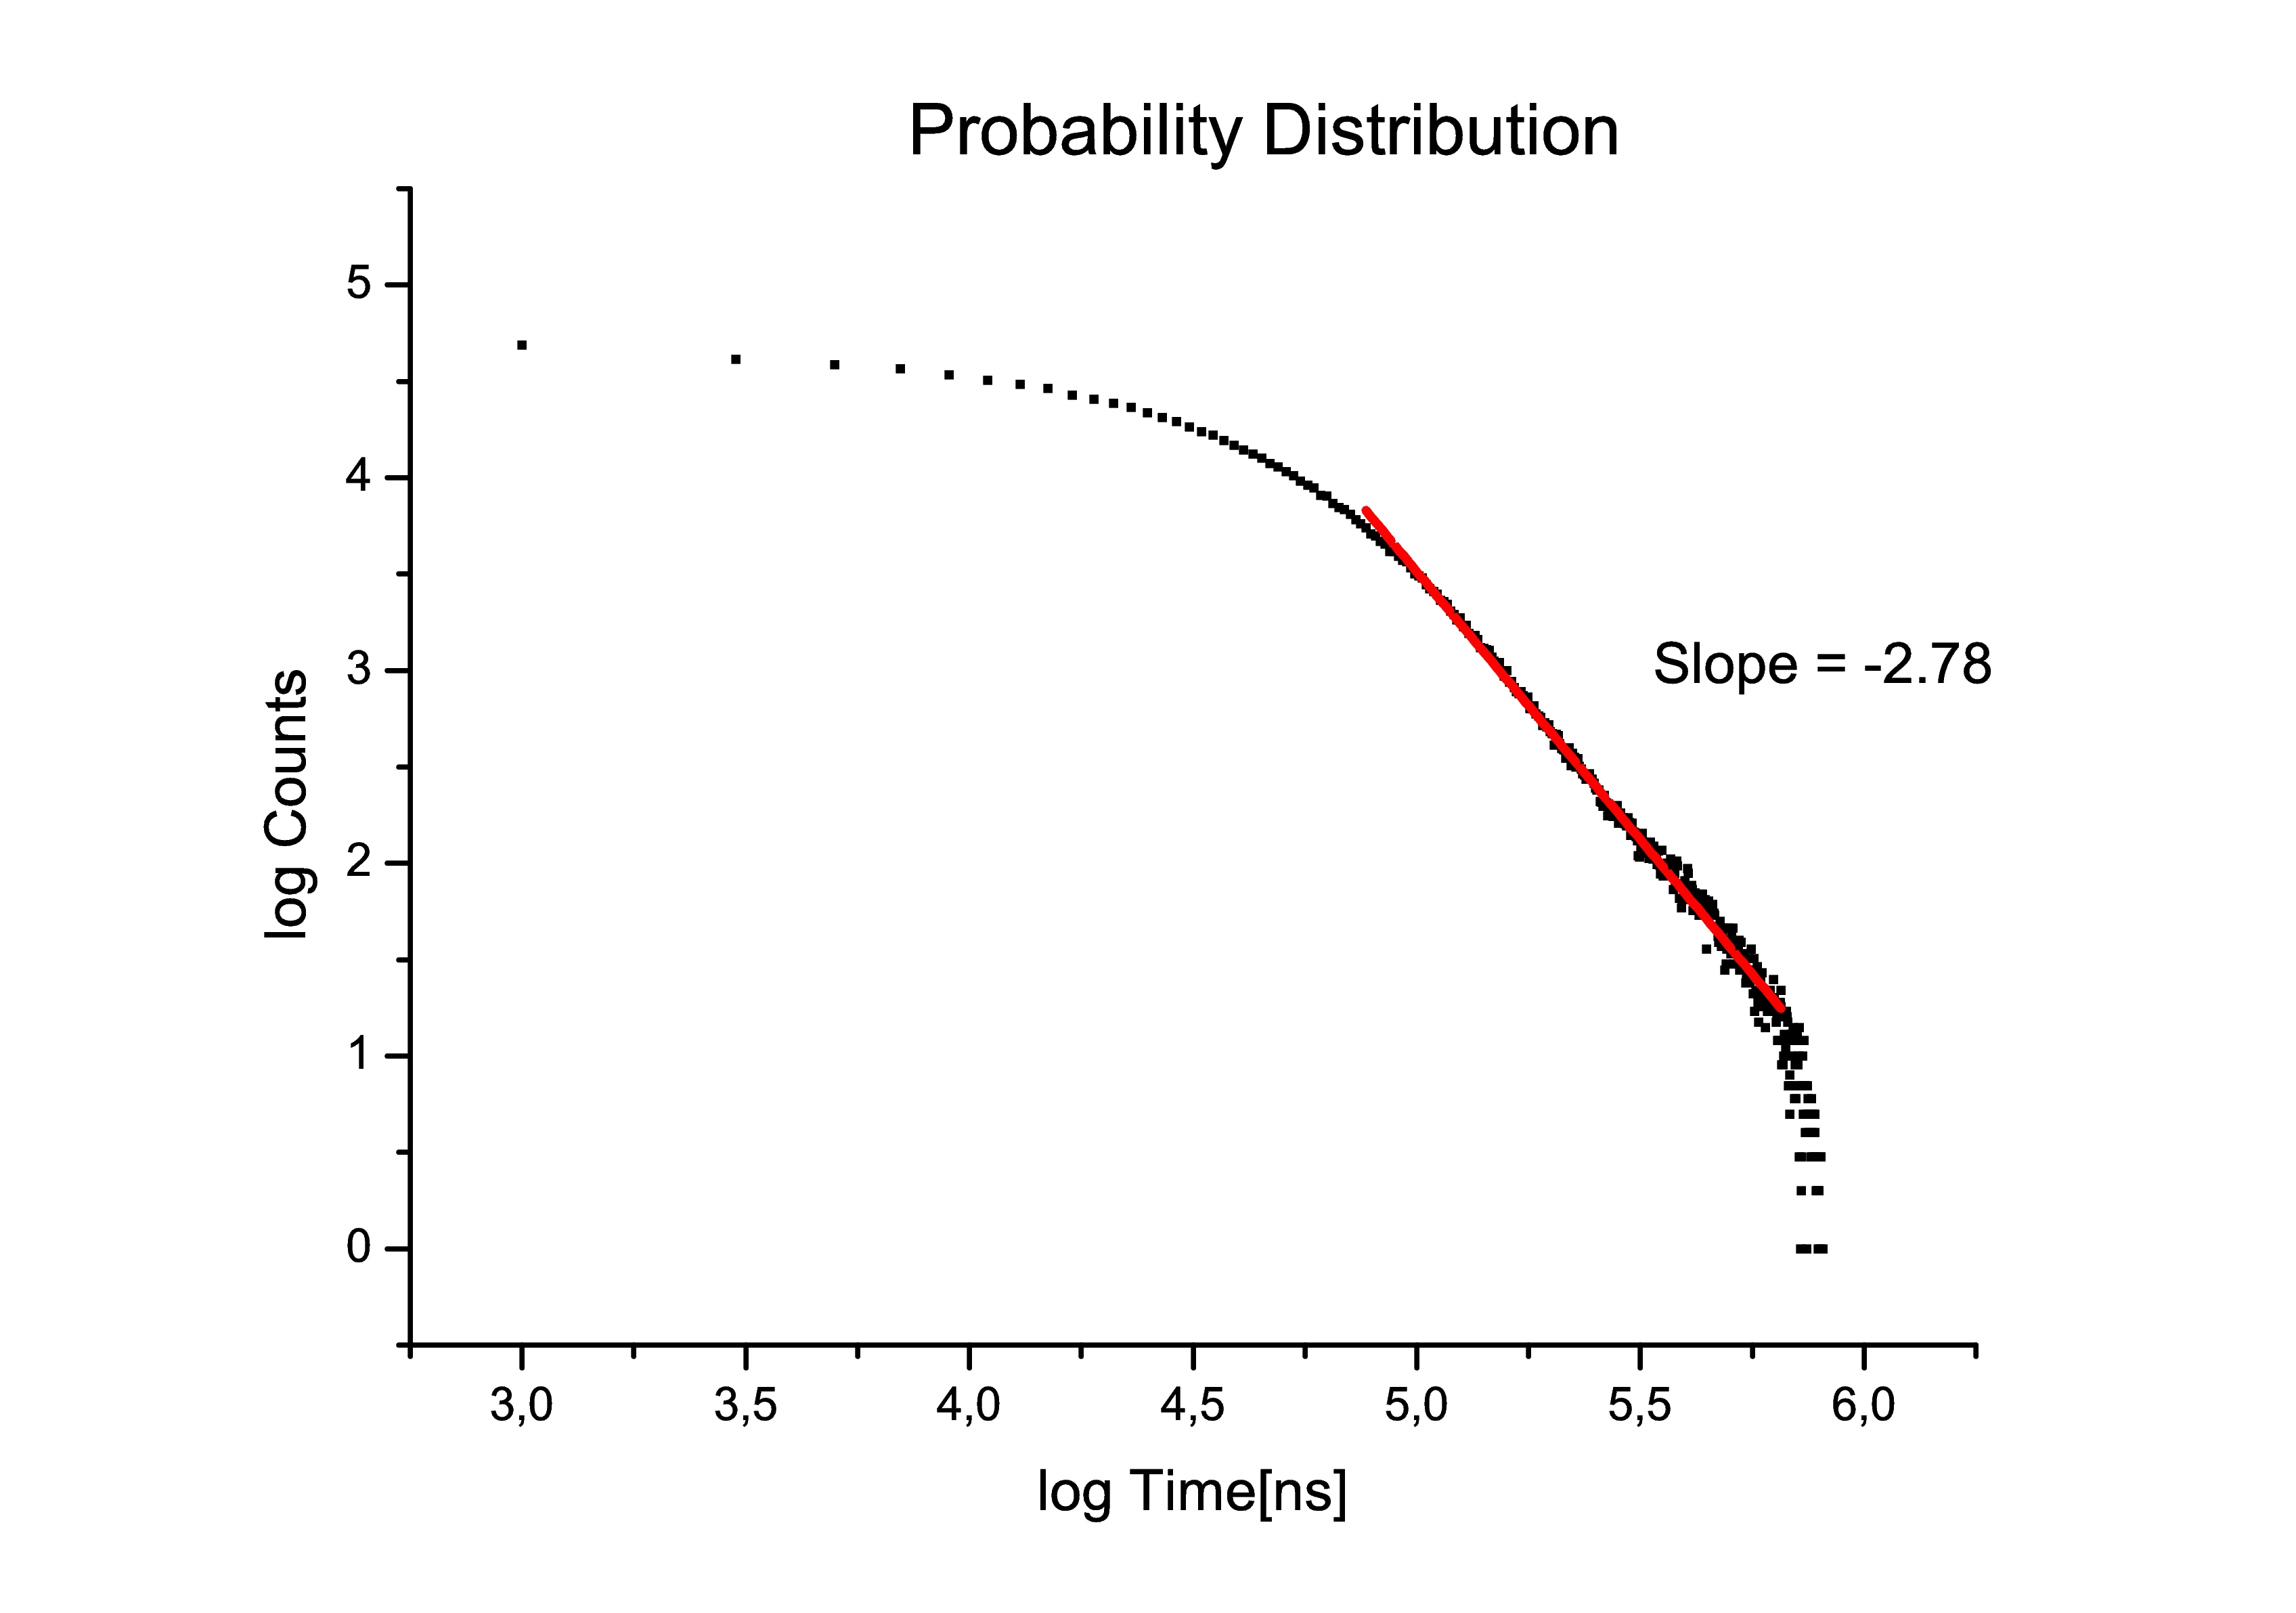 Probability Distribution
5
4
3
2
1
0
log Counts
Slope = -2.78
3,0 3,5 4,0 4,5 5,0 5,5 6,0
log Time[ns]